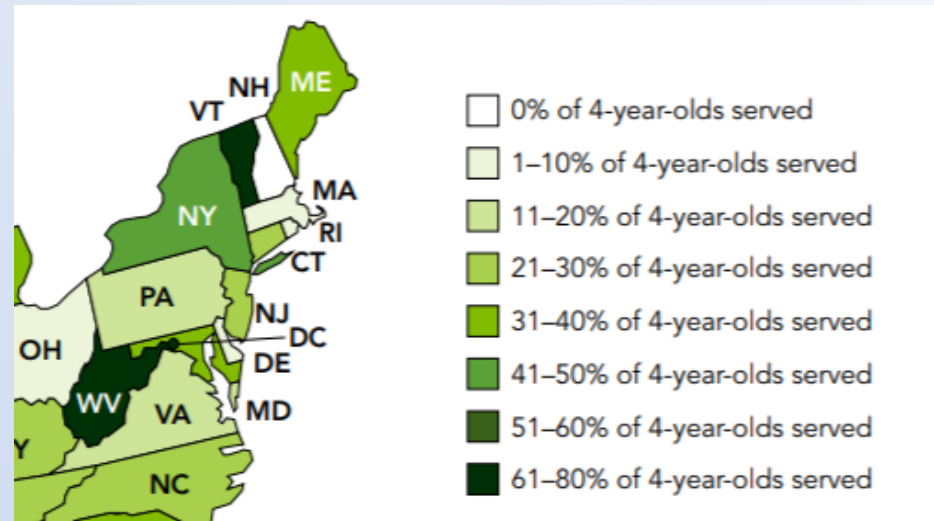 NH
ME
VT
MA
NY
RI
CT
PA
NJ
DC
OH
DE
WV
VA
MD
Y
NC
0% of 4-year-olds served
1–10% of 4-year-olds served
11–20% of 4-year-olds served
21–30% of 4-year-olds served
31–40% of 4-year-olds served
41–50% of 4-year-olds served
51–60% of 4-year-olds served
61–80% of 4-year-olds served